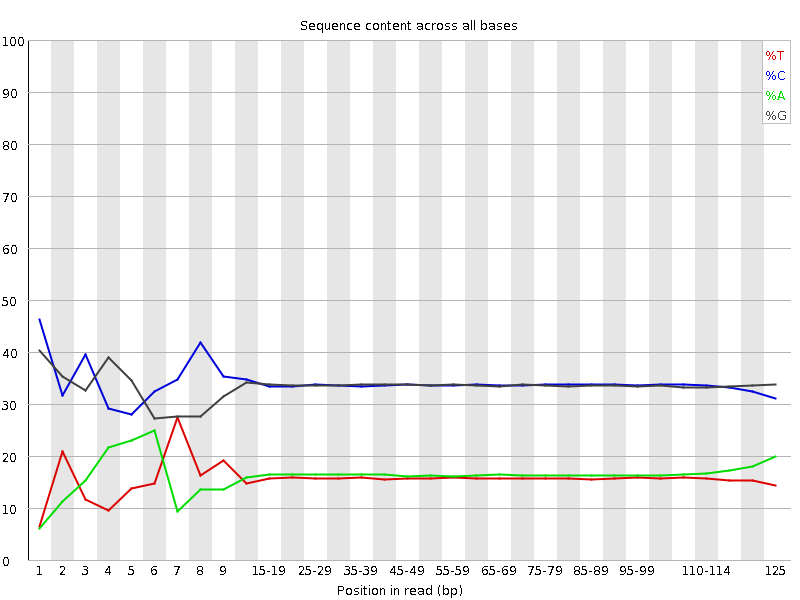 Sequence content across all bases
100
90
80
70
60
50
40
30
20
10
0
%T
%C
%A
%G
1 2 3 4 5 6 7 8 9 15-19 25-29 35-39 45-49 55-59 65-69 75-79 85-89 95-99 110-114 125
Position in read (bp)